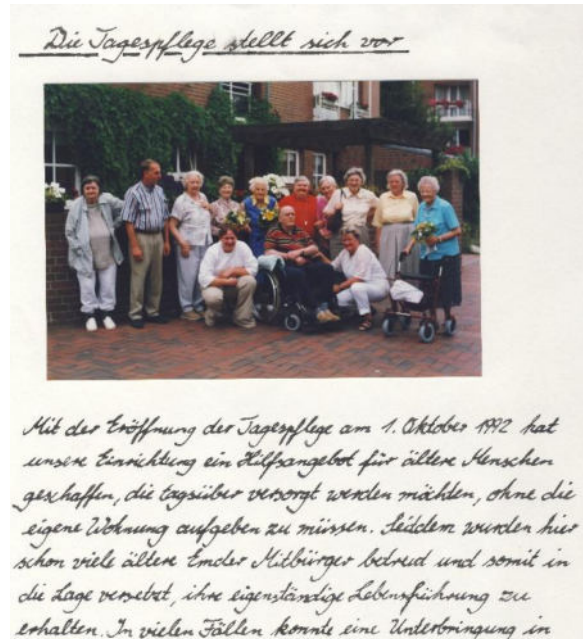 Die Tagespflege stellt sich vor
Mit der Eröffnung der Tagespflege am 1. Oktober 1992 hat
unsere Einrichtung ein Hilfsangebot für ältere Menschen
geschaffen, die tagsüber versorgt werden möchten, ohne die
eigene Wohnung aufgeben zu müssen. Seitdem wurden hier
schon viele ältere Emder Mitbürger betreut und somit in
die Lage versetzt, ihre eigenständige Lebensführung zu
erhalten. In vielen Fällen konnte eine Unterbringung in